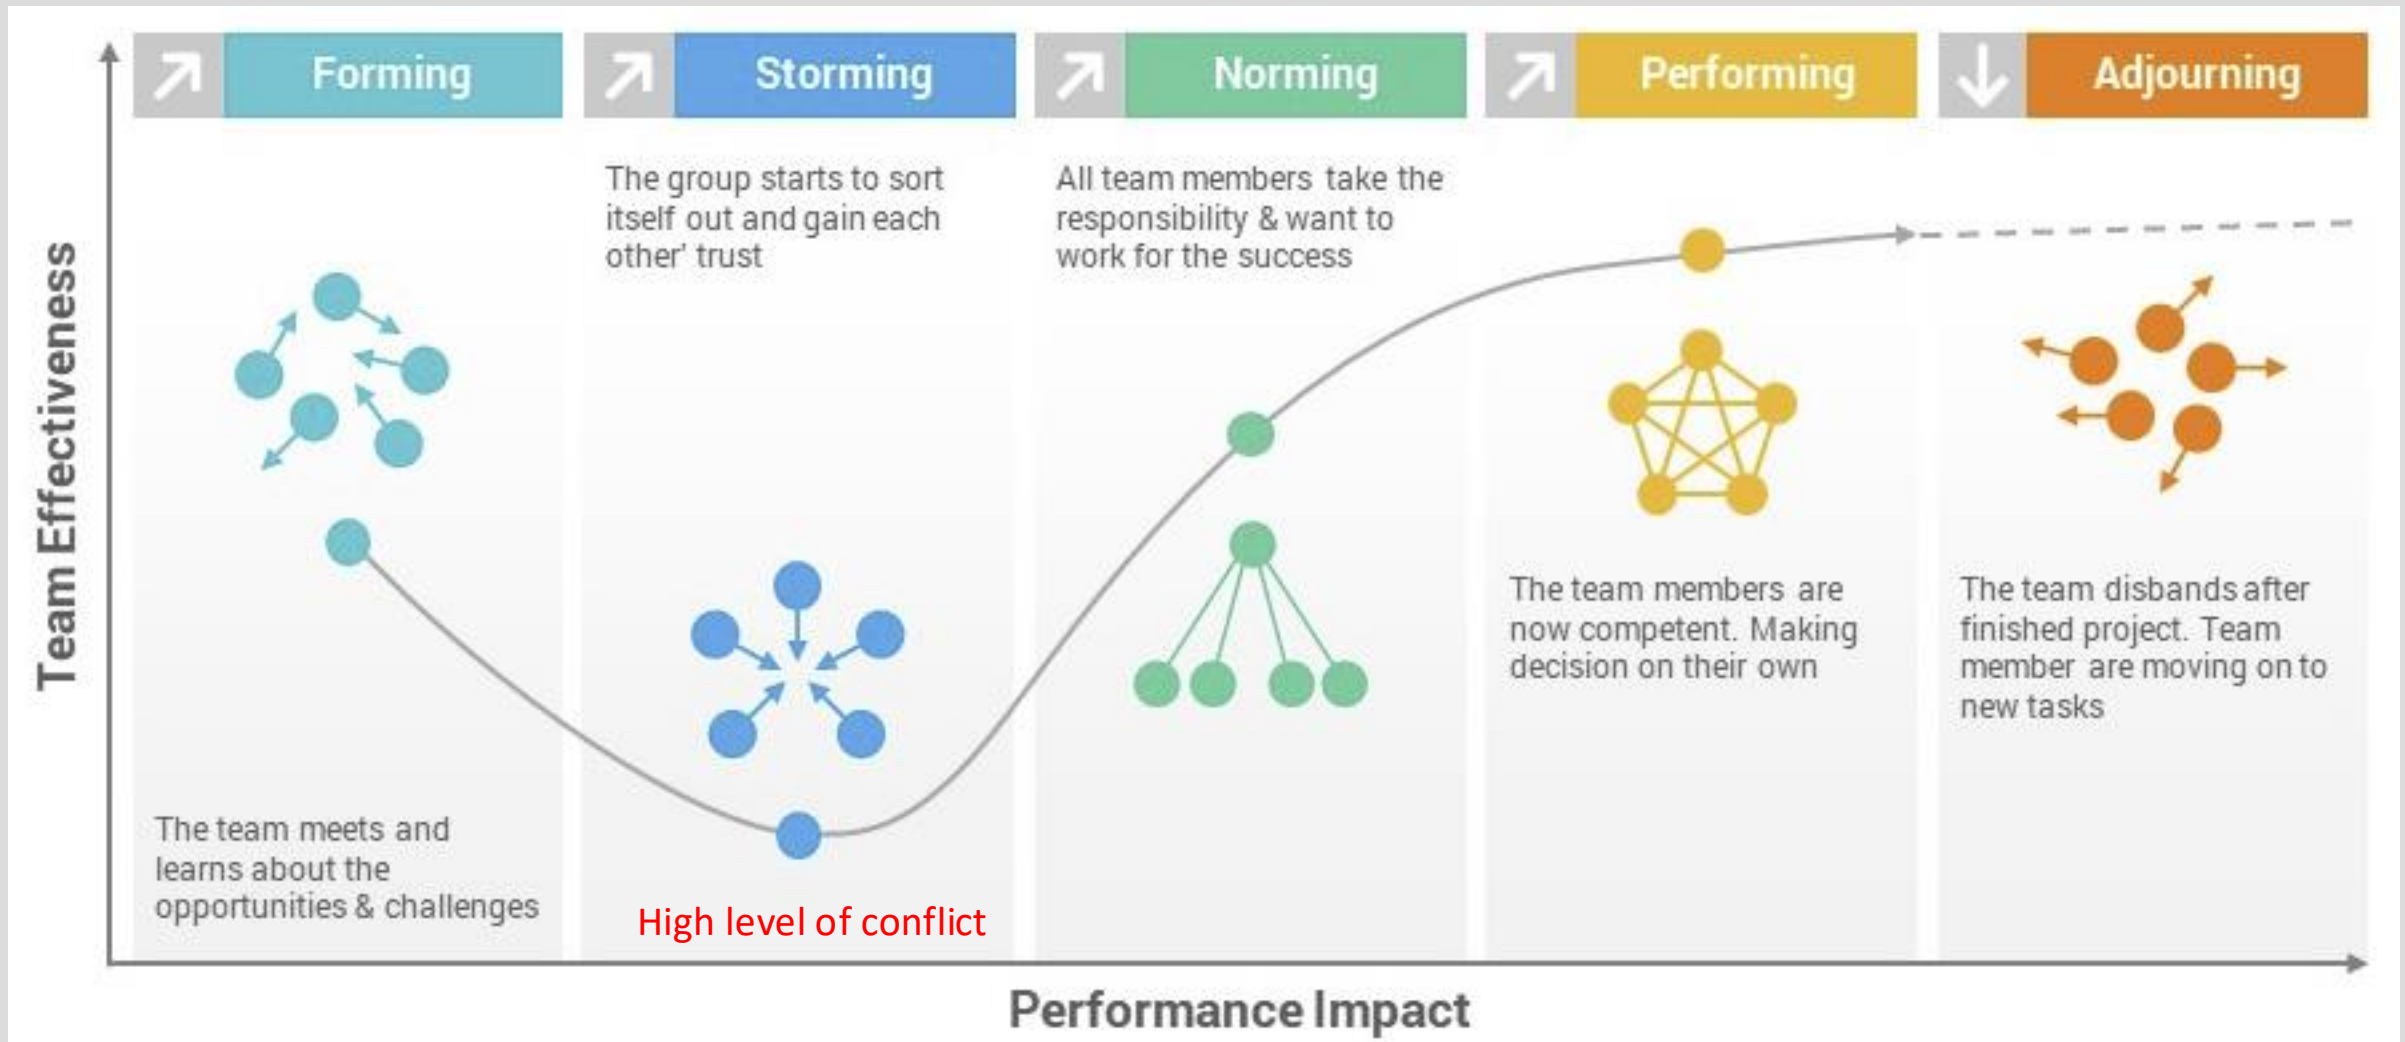 Forming
Storming
Norming
Performing
Adjourning
The group starts to sort
itself out and gain each
other' trust
All team members take the
responsibility & want to
work for the success
Team Effectiveness
The team members are
now competent. Making
decision on their own
The team disbands after
finished project. Team
member are moving on to
new tasks
The team meets and
learns about the
opportunities & challenges
High level of conflict
Performance Impact